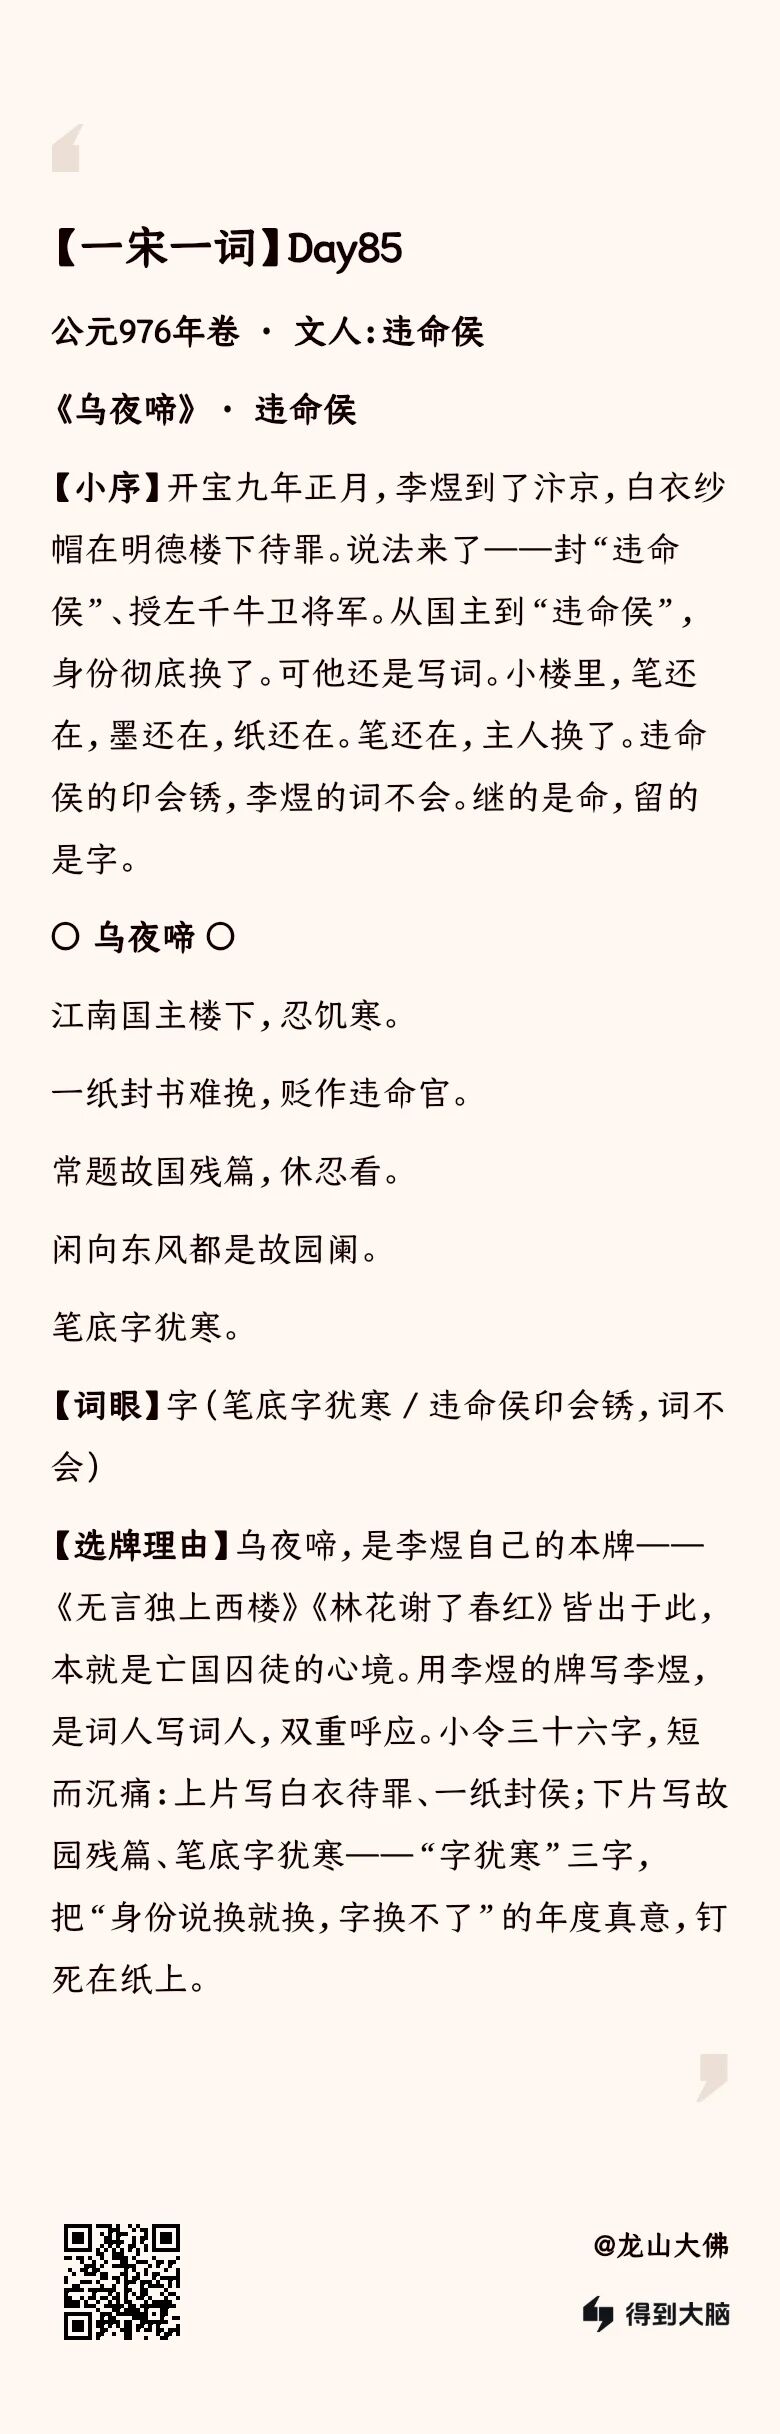 【一宋一词】Day85
公元976年卷 · 文人:违命侯
《乌夜啼》· 违命侯
【小序】开宝九年正月,李煜到了汴京,白衣纱
帽在明德楼下待罪。说法来了——封“违命
侯”、授左千牛卫将军。从国主到“违命侯”,
身份彻底换了。可他还是写词。小楼里,笔还
在,墨还在,纸还在。笔还在,主人换了。违命
侯的印会锈,李煜的词不会。继的是命,留的
是字。
〇 乌夜啼 〇
江南国主楼下,忍饥寒。
一纸封书难挽,贬作违命官。
常题故国残篇,休忍看。
闲向东风都是故园阑。
笔底字犹寒。
【词眼】字(笔底字犹寒 / 违命侯印会锈,词不
会)
【选牌理由】乌夜啼,是李煜自己的本牌——
《无言独上西楼》《林花谢了春红》皆出于此,
本就是亡国囚徒的心境。用李煜的牌写李煜,
是词人写词人,双重呼应。小令三十六字,短
而沉痛:上片写白衣待罪、一纸封侯;下片写故
园残篇、笔底字犹寒——“字犹寒”三字,
把“身份说换就换,字换不了”的年度真意,钉
死在纸上。
@龙山大佛
得到大脑